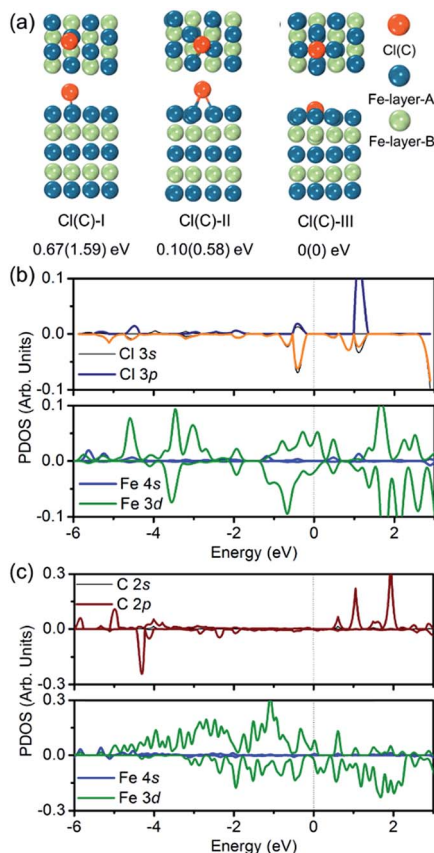 (a)
Cl(C)
Fe-layer-A
Fe-layer-B
Cl(C)-I Cl(C)-II Cl(C)-III
0.67(1.59) eV 0.10(0.58) eV 0(0) eV
(b)
PDOS (Arb. Units)
0.1
0.0
-0.1
Cl 3s
Cl 3p
0.1
0.0
-0.1
Fe 4s
Fe 3d
-6 -4 -2 0 2
Energy (eV)
(c)
PDOS (Arb. Units)
0.3
0.0
-0.3
C 2s
C 2p
0.3
0.0
-0.3
Fe 4s
Fe 3d
-6 -4 -2 0 2
Energy (eV)